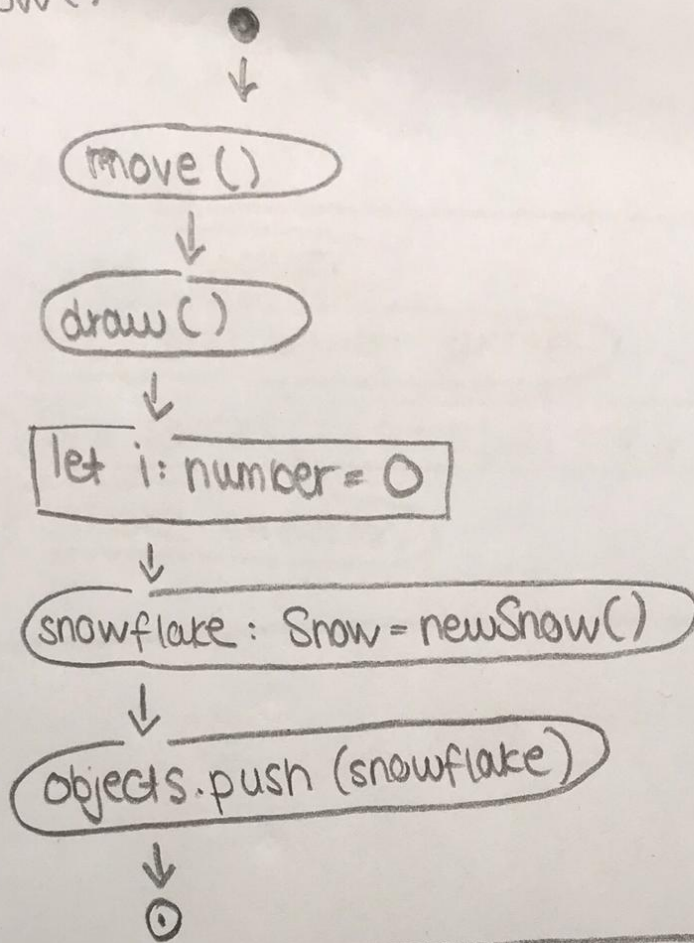 move ()
draw ()
let i: number = 0
snowflake: Snow = newSnow()
objects.push (snowflake)